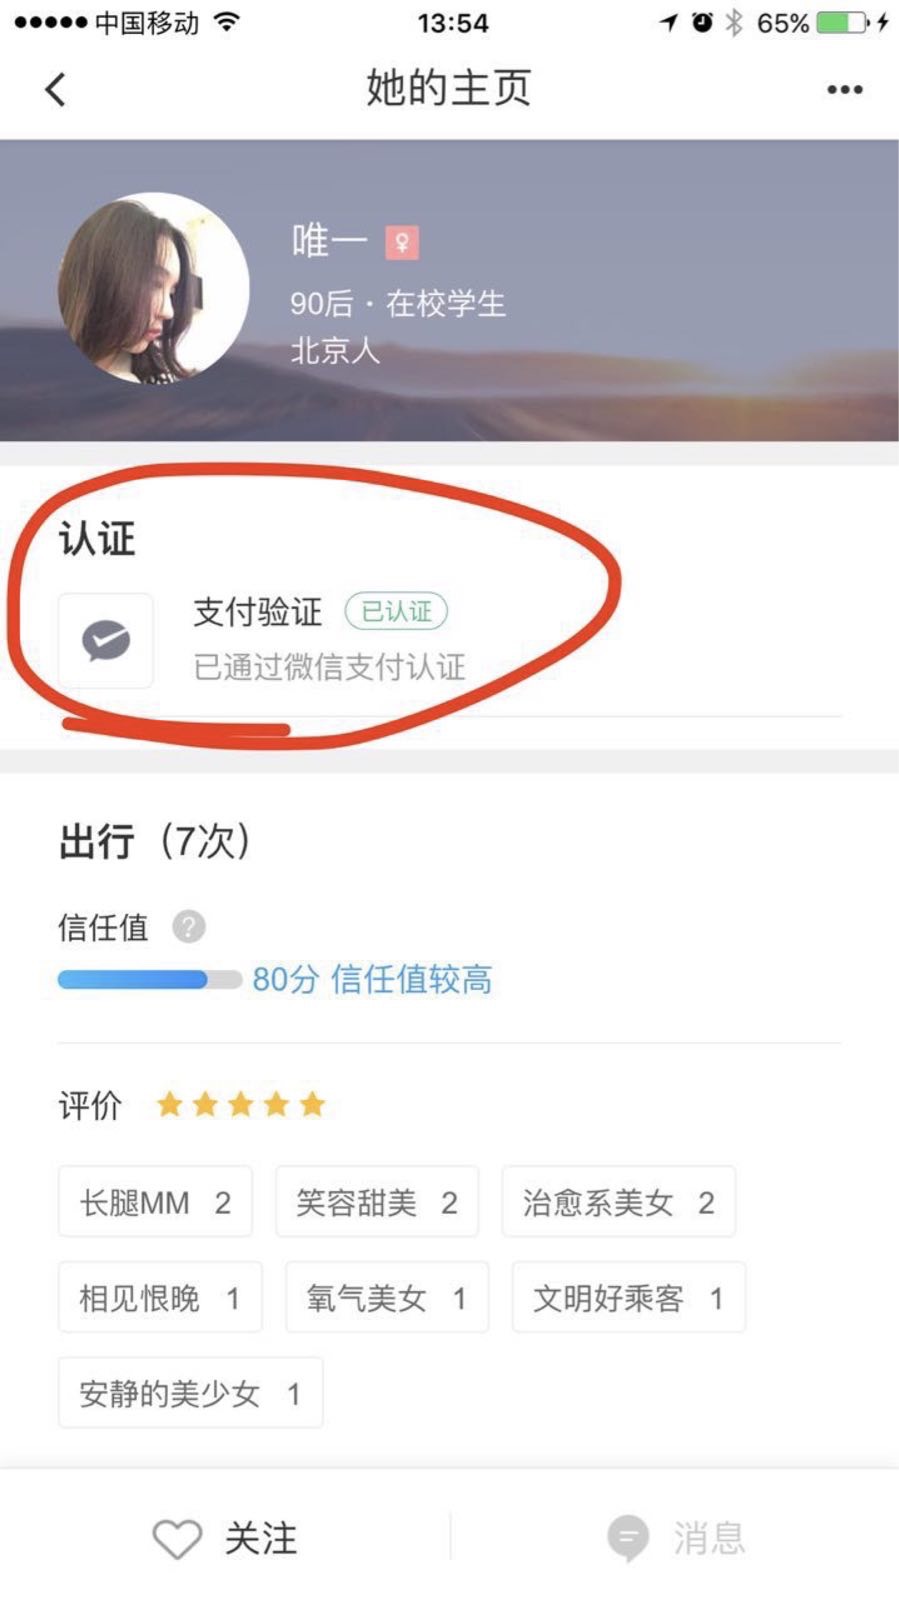 中国移动 13:54 65%
她的主页
唯一
90后·在校学生
北京人
认证
支付验证 已认证
已通过微信支付认证
出行（7次）
信任值 ?
80分 信任值较高
评价
长腿MM 2 笑容甜美 2 治愈系美女 2
相见恨晚 1 氧气美女 1 文明好乘客 1
安静的美少女 1
关注 消息